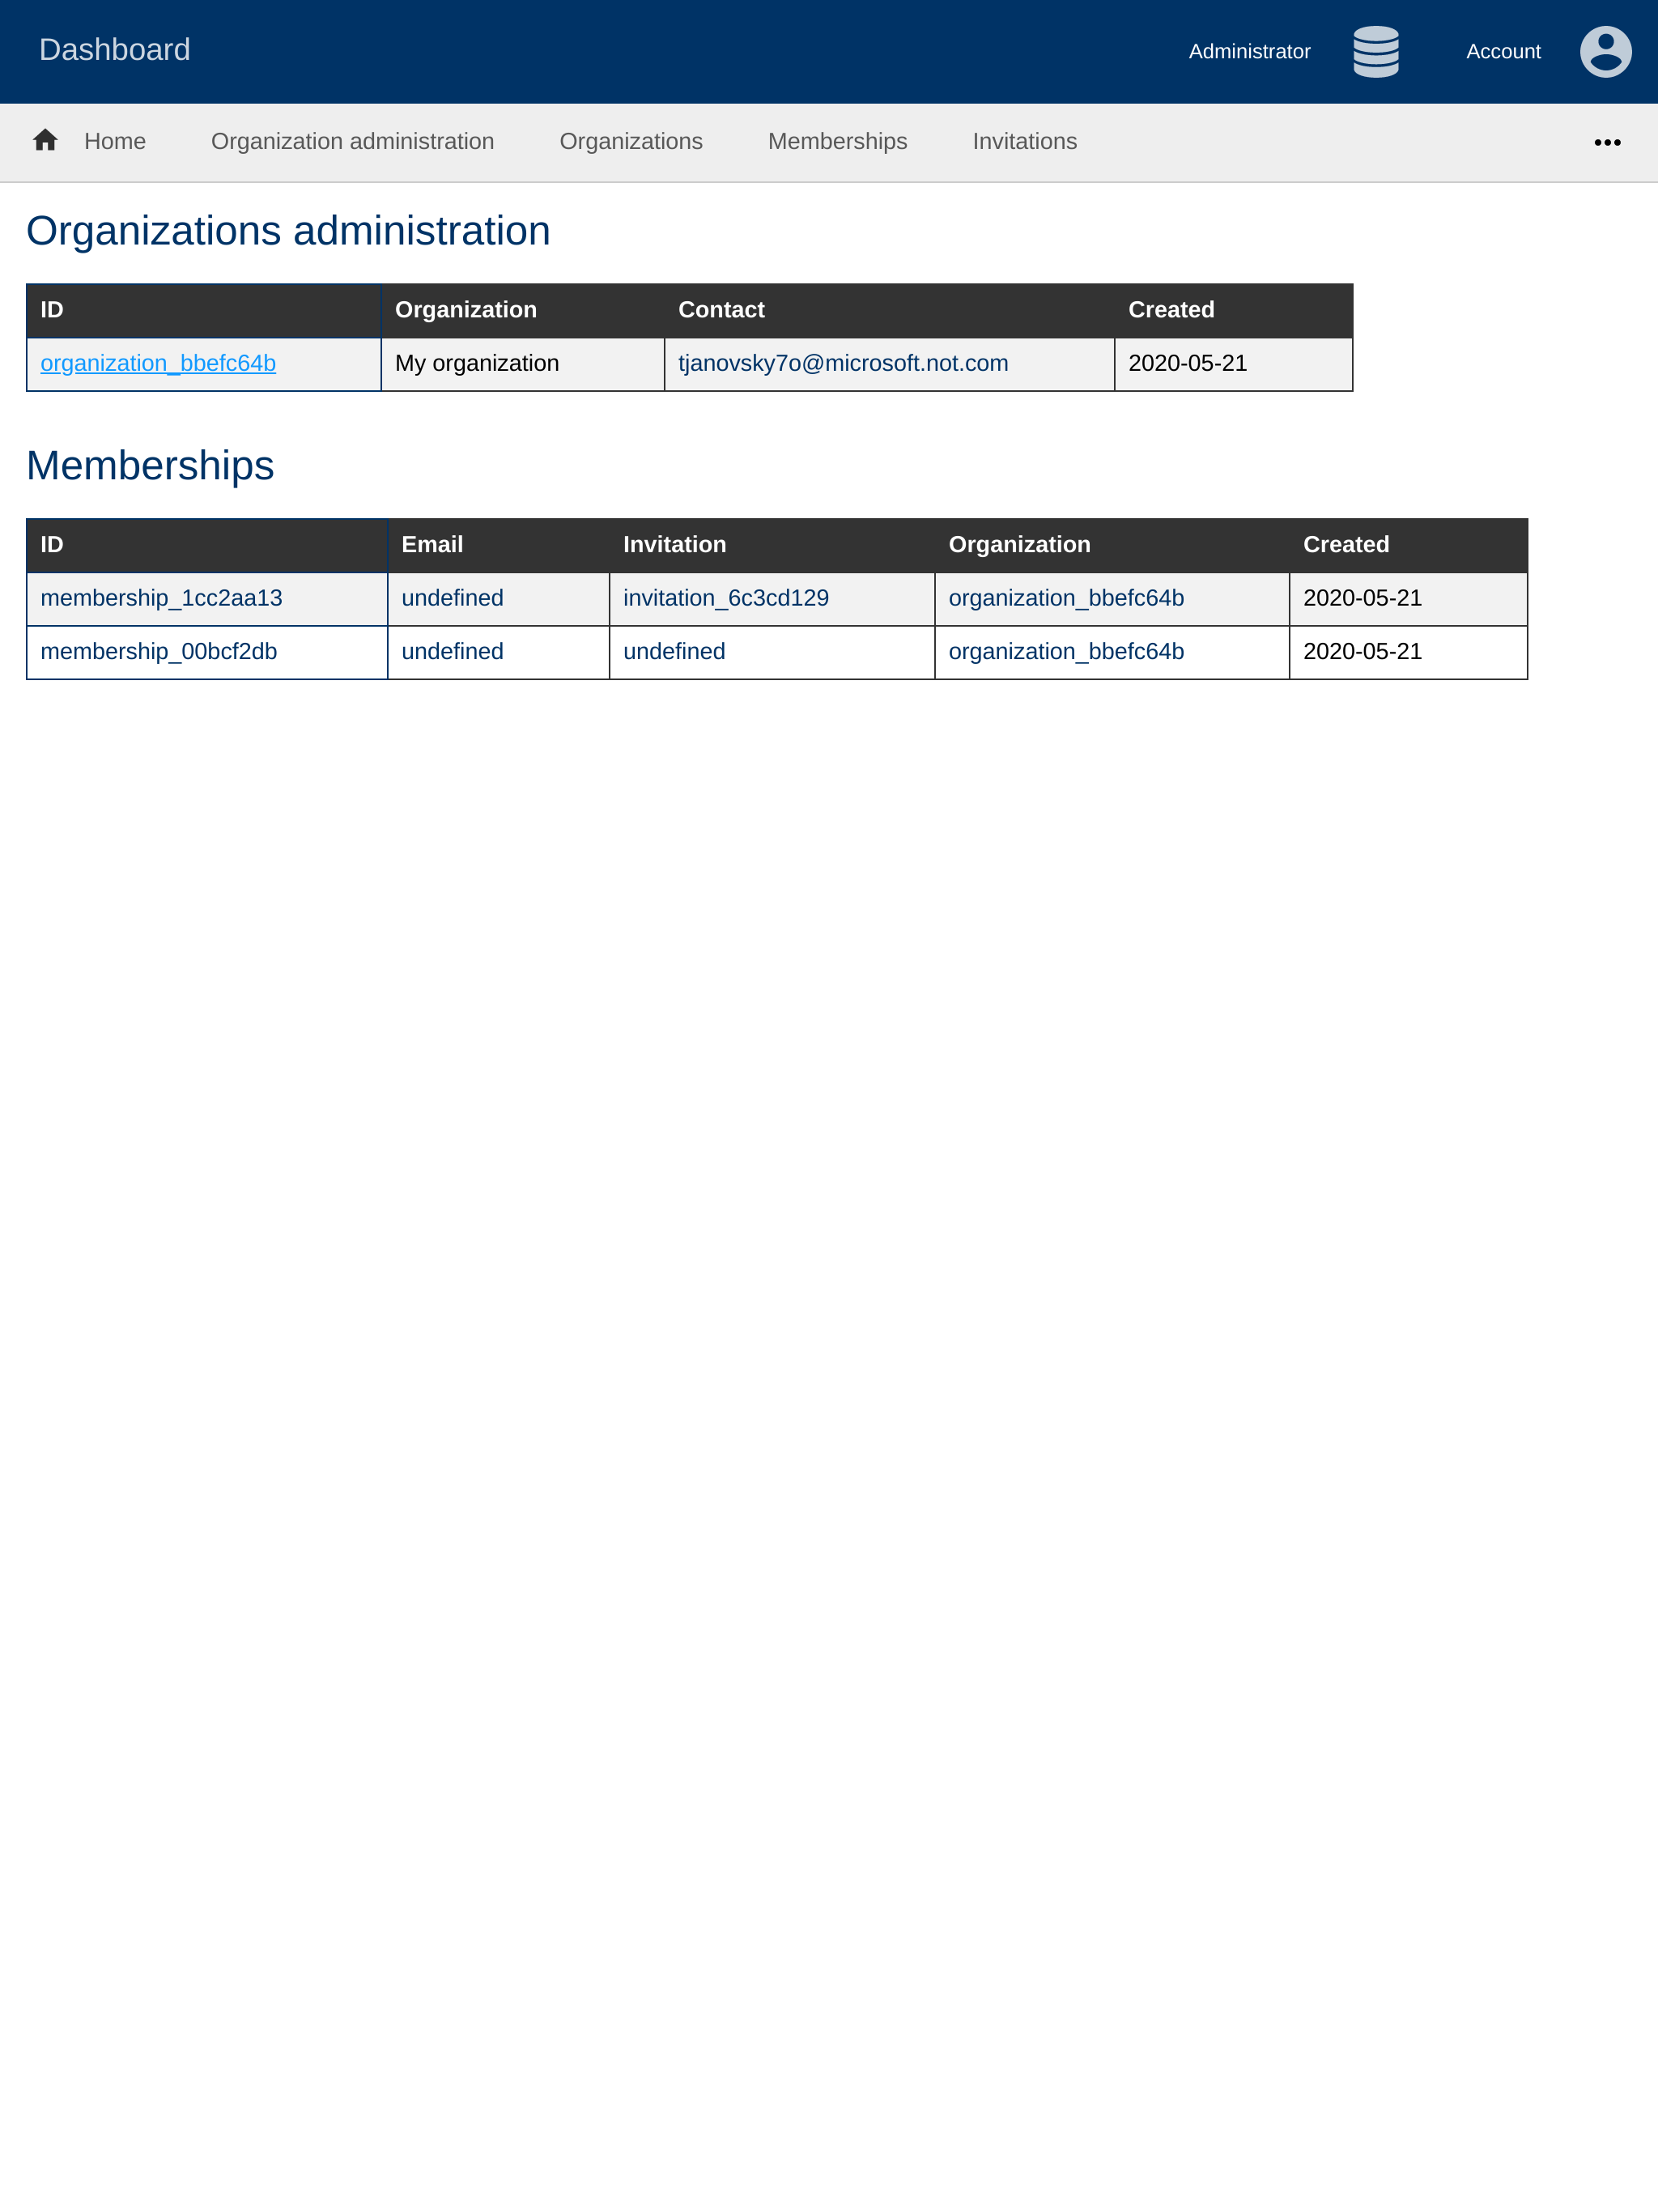 Dashboard Administrator Account
Home Organization administration Organizations Memberships Invitations
Organizations administration
ID Organization Contact Created
organization_bbefc64b My organization tjanovsky7o@microsoft.not.com 2020-05-21
Memberships
ID Email Invitation Organization Created
membership_1cc2aa13 undefined invitation_6c3cd129 organization_bbefc64b 2020-05-21
membership_00bcf2db undefined undefined organization_bbefc64b 2020-05-21